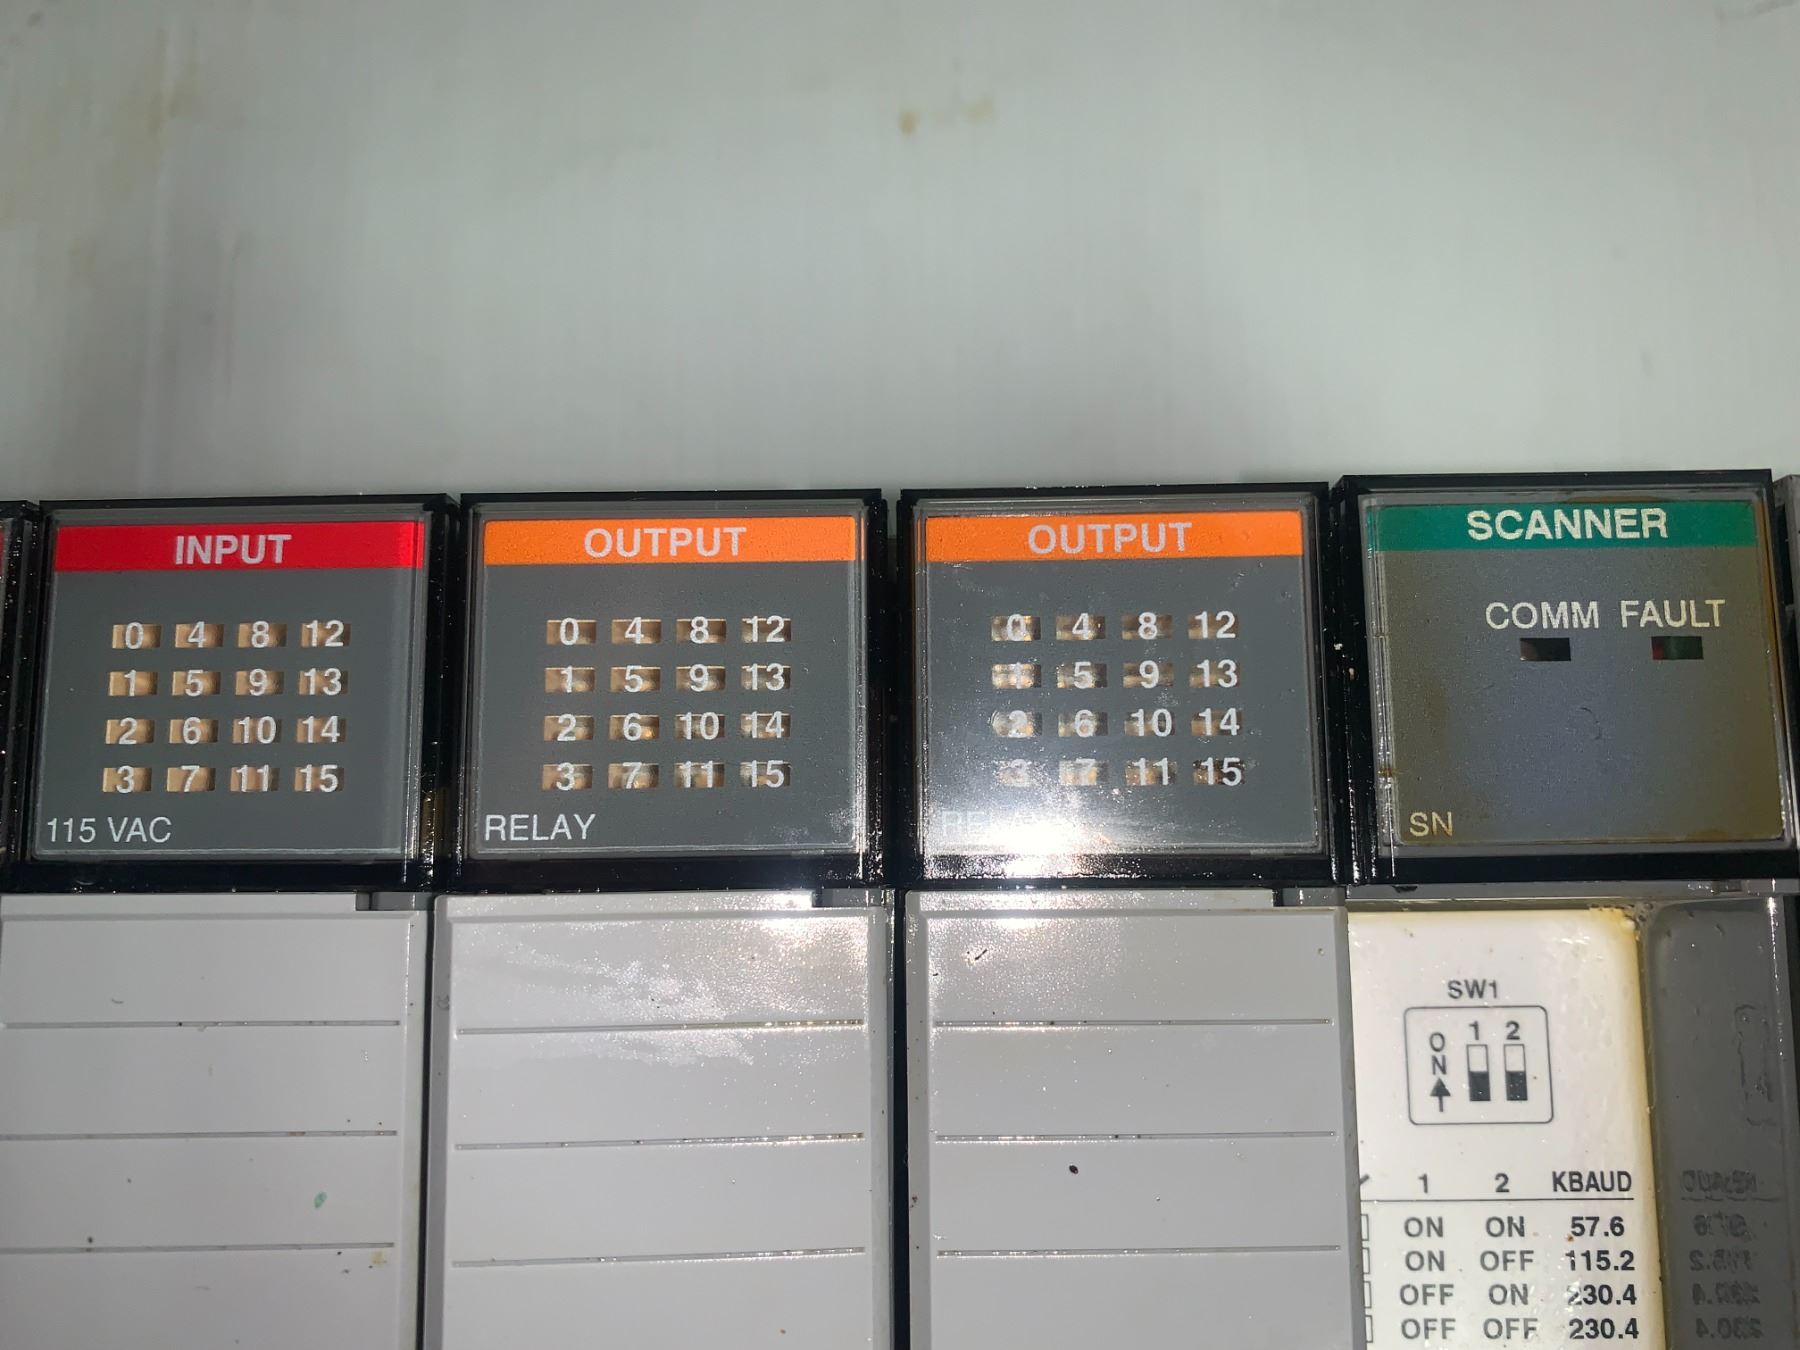 INPUT
0 4 8 12
1 5 9 13
2 6 10 14
3 7 11 15
115 VAC
OUTPUT
0 4 8 12
1 5 9 13
2 6 10 14
3 7 11 15
RELAY
OUTPUT
0 4 8 12
1 5 9 13
2 6 10 14
3 7 11 15
SCANNER
COMM FAULT
SN
SW1
ON
1 2
1 2 KBAUD
ON ON 57.6
ON OFF 115.2
OFF ON 230.4
OFF OFF 230.4